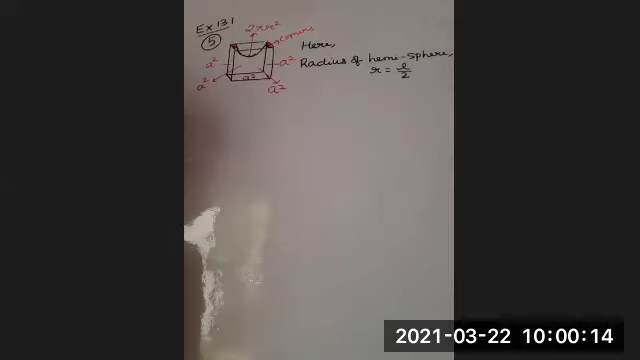 Ex 13.1
5
2πr²
corners
a²
a²
a²
a²
a²
Here,
Radius of hemi-sphere,
r = l/2
2021-03-22 10:00:14